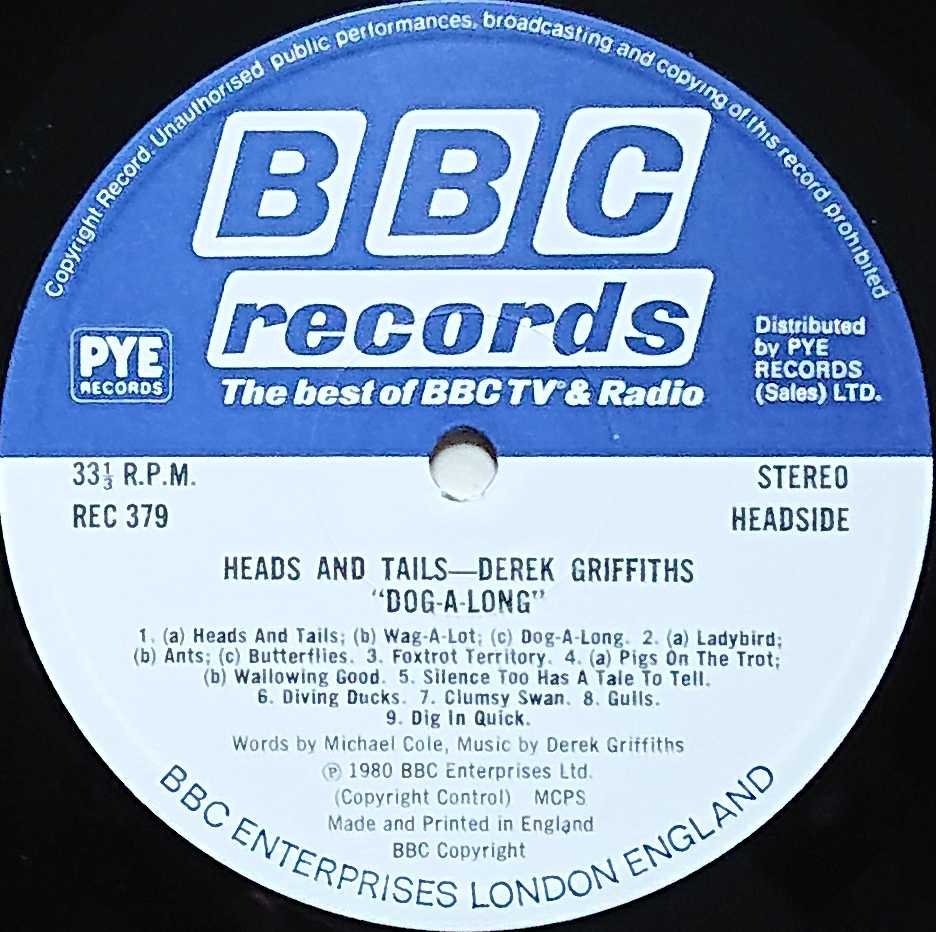 Copyright Record. Unauthorised public performances, broadcasting and copying of this record prohibited
BBC
records
The best of BBC TV & Radio
PYE
RECORDS
Distributed
by PYE
RECORDS
(Sales) LTD.
33⅓ R.P.M.
REC 379
STEREO
HEADSIDE
HEADS AND TAILS—DEREK GRIFFITHS
"DOG-A-LONG"
1. (a) Heads And Tails; (b) Wag-A-Lot; (c) Dog-A-Long. 2. (a) Ladybird;
(b) Ants; (c) Butterflies. 3. Foxtrot Territory. 4. (a) Pigs On The Trot;
(b) Wallowing Good. 5. Silence Too Has A Tale To Tell.
6. Diving Ducks. 7. Clumsy Swan. 8. Gulls.
9. Dig In Quick.
Words by Michael Cole, Music by Derek Griffiths
℗ 1980 BBC Enterprises Ltd.
(Copyright Control) MCPS
Made and Printed in England
BBC Copyright
BBC ENTERPRISES LONDON ENGLAND